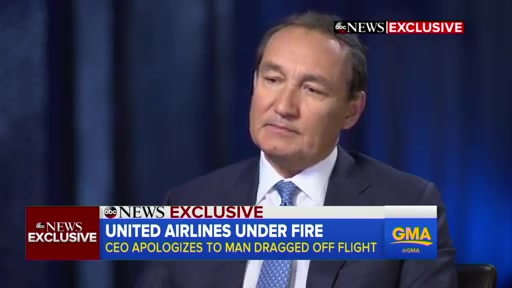 abc NEWS EXCLUSIVE
abc NEWS EXCLUSIVE
abc NEWS
EXCLUSIVE
UNITED AIRLINES UNDER FIRE
CEO APOLOGIZES TO MAN DRAGGED OFF FLIGHT
GMA
#GMA